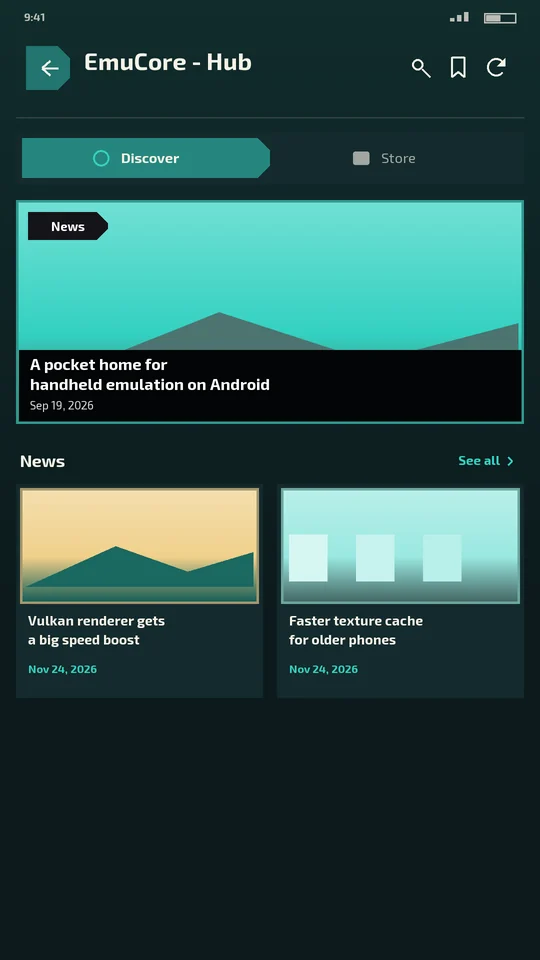 9:41
EmuCore - Hub
Discover
Store
News
A pocket home for
handheld emulation on Android
Sep 19, 2026
News
See all
Vulkan renderer gets
a big speed boost
Nov 24, 2026
Faster texture cache
for older phones
Nov 24, 2026